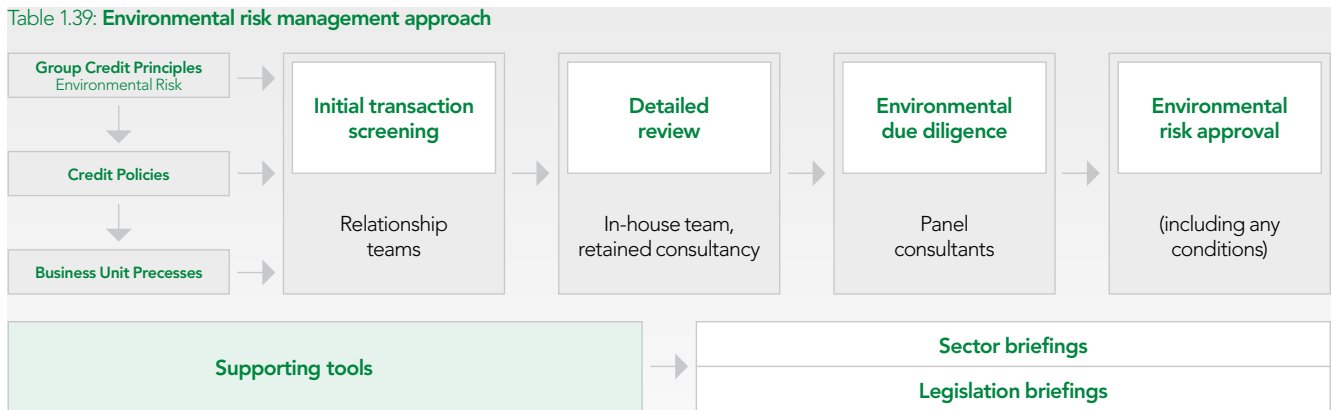 Table 1.39: Environmental risk management approach
Group Credit Principles
Environmental Risk
Credit Policies
Business Unit Precesses
Initial transaction
screening
Relationship
teams
Detailed
review
In-house team,
retained consultancy
Environmental
due diligence
Panel
consultants
Environmental
risk approval
(including any
conditions)
Supporting tools
Sector briefings
Legislation briefings